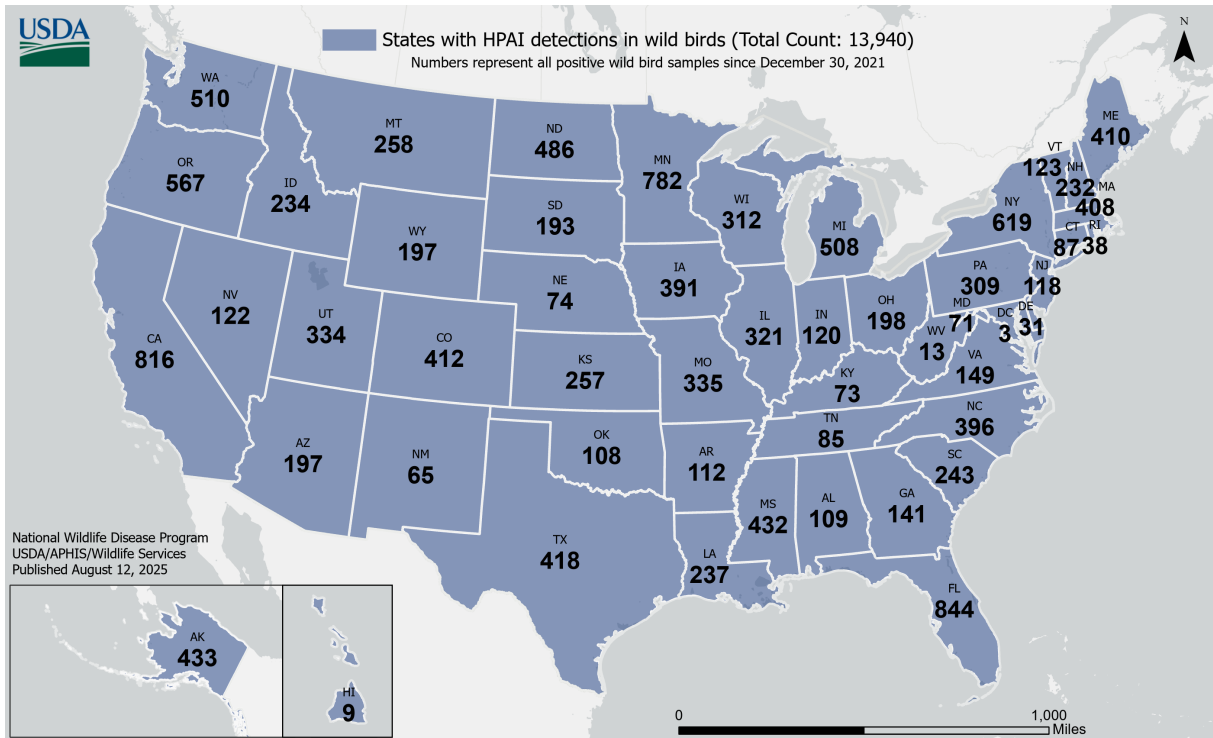 USDA
States with HPAI detections in wild birds (Total Count: 13,940)
Numbers represent all positive wild bird samples since December 30, 2021
N
WA
510
MT
258
ND
486
MN
782
ME
410
VT
123
NH
232
MA
408
OR
567
ID
234
SD
193
WI
312
MI
508
NY
619
CT
87
RI
38
WY
197
IA
391
PA
309
NJ
118
NE
74
NV
122
UT
334
CO
412
IL
321
IN
120
OH
198
MD
71
DC
3
DE
31
WV
13
CA
816
KS
257
MO
335
KY
73
VA
149
NC
396
TN
85
AZ
197
NM
65
OK
108
AR
112
SC
243
MS
432
AL
109
GA
141
TX
418
LA
237
FL
844
National Wildlife Disease Program
USDA/APHIS/Wildlife Services
Published August 12, 2025
AK
433
HI
9
0
1,000
Miles